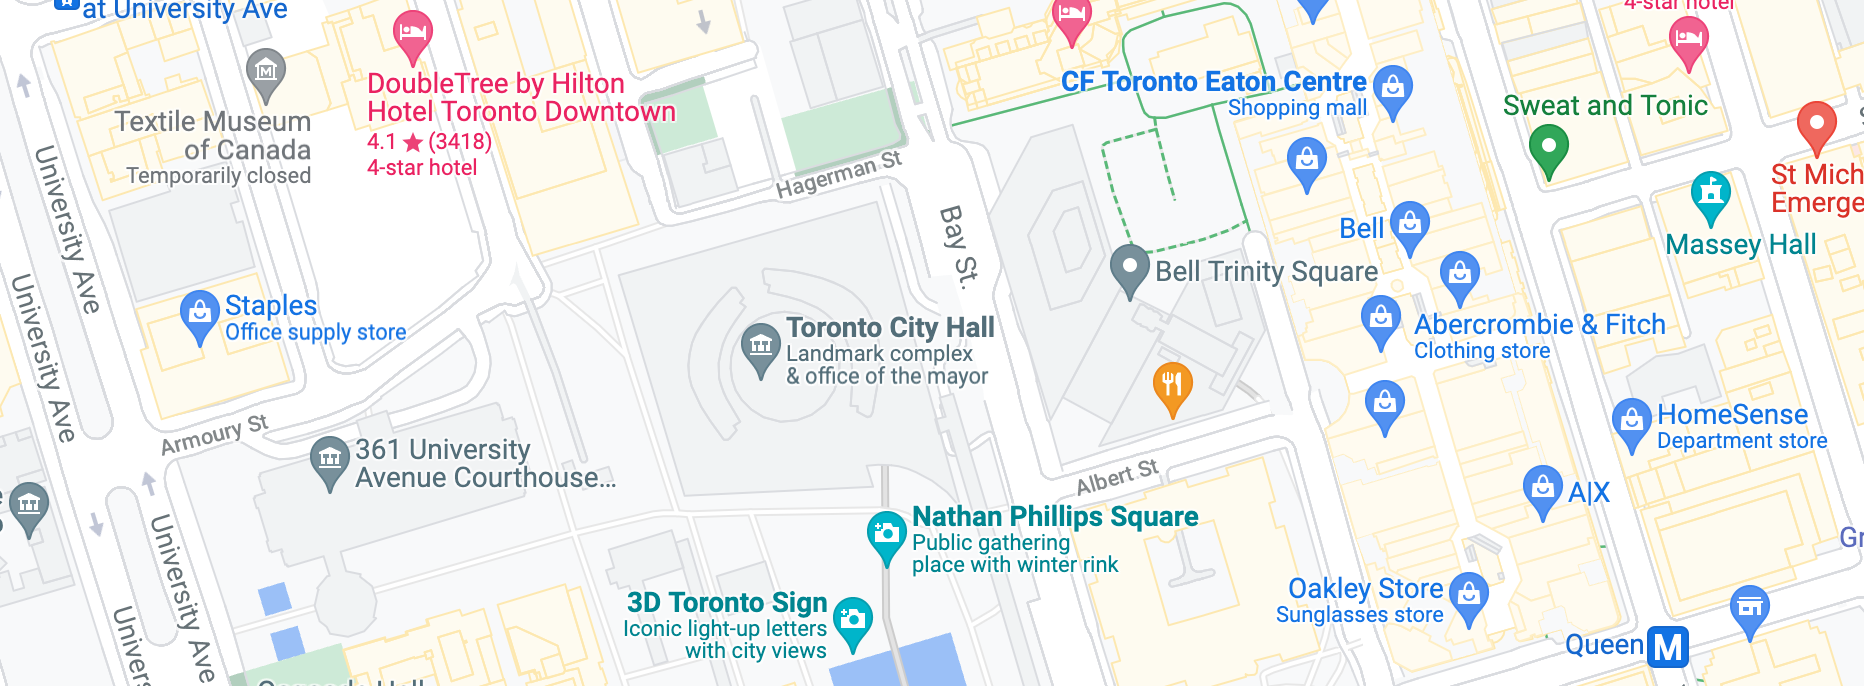 at University Ave
4-star hotel
DoubleTree by Hilton
Hotel Toronto Downtown
4.1 ★ (3418)
4-star hotel
Textile Museum
of Canada
Temporarily closed
CF Toronto Eaton Centre
Shopping mall
Sweat and Tonic
St Mich
Emerge
Hagerman St
University Ave
Bay St.
Bell
Massey Hall
Bell Trinity Square
University Ave
Staples
Office supply store
Toronto City Hall
Landmark complex
& office of the mayor
Abercrombie & Fitch
Clothing store
Armoury St
HomeSense
Department store
361 University
Avenue Courthouse...
Albert St
A|X
University Ave
Nathan Phillips Square
Public gathering
place with winter rink
Gr
3D Toronto Sign
Iconic light-up letters
with city views
Oakley Store
Sunglasses store
Univers
Queen M